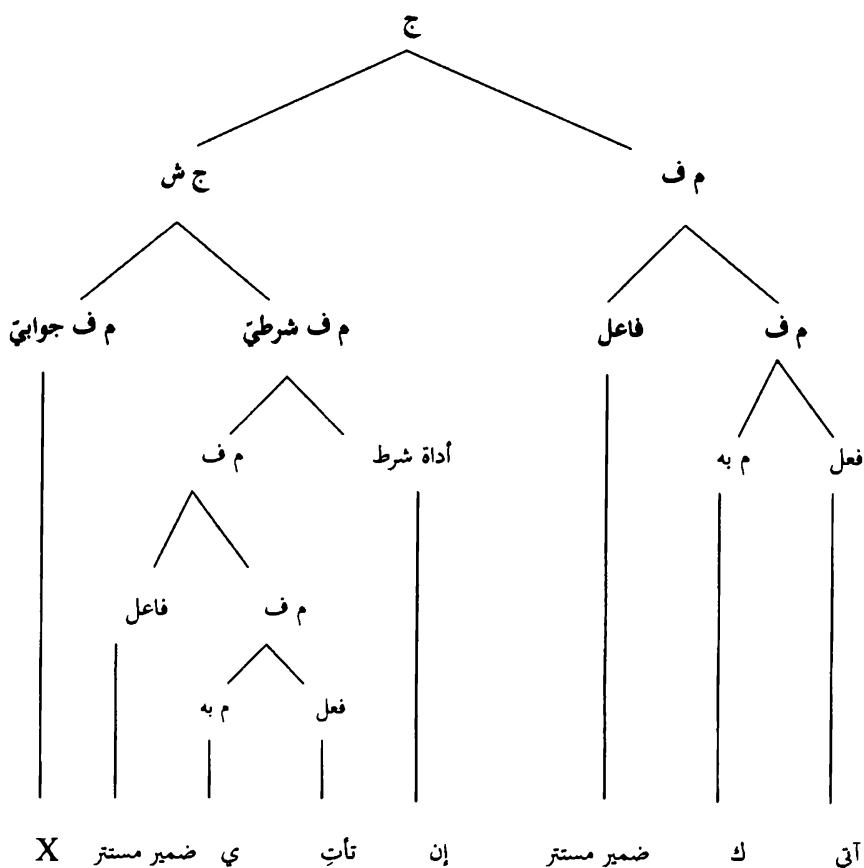 ج
م ف ج ش
م ف فاعل م ف شرطيّ م ف جوابيّ
فعل م به أداة شرط م ف
م ف فاعل
فعل م به
آتي ك ضمير مستتر إن تأتِ ي ضمير مستتر X